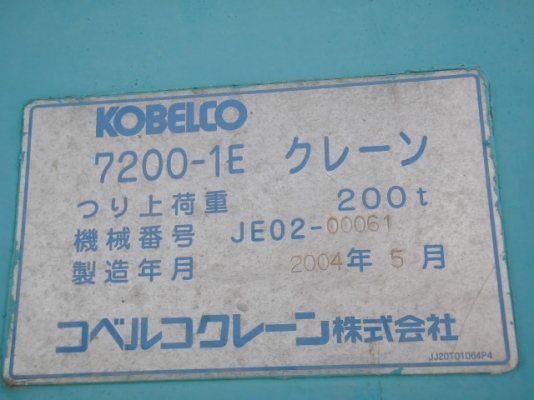 KOBELCO
7200-1E クレーン
つり上荷重 200t
機械番号 JE02-00061
製造年月 2004年 5月
コベルコクレーン株式会社
JJ20T01064P4